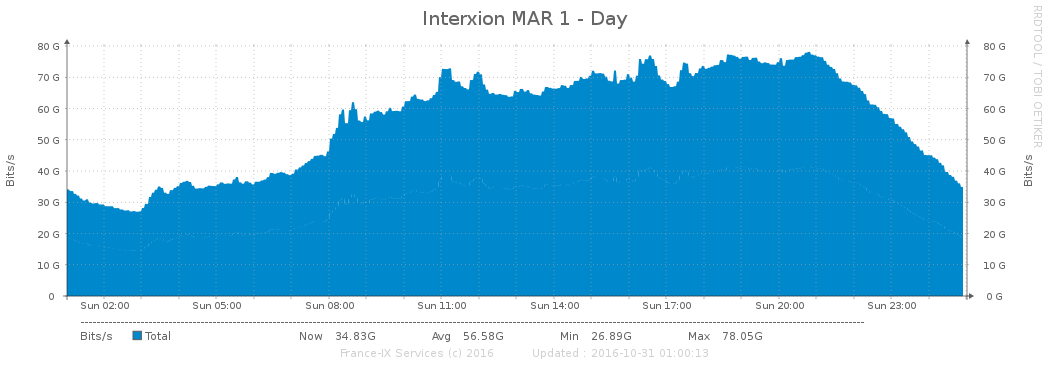 Interxion MAR 1 - Day
RRDTOOL / TOBI OETIKER
Bits/s
80 G
70 G
60 G
50 G
40 G
30 G
20 G
10 G
0
80 G
70 G
60 G
50 G
40 G
30 G
20 G
10 G
0 G
Bits/s
Sun 02:00 Sun 05:00 Sun 08:00 Sun 11:00 Sun 14:00 Sun 17:00 Sun 20:00 Sun 23:00
Bits/s Total Now 34.83G Avg 56.58G Min 26.89G Max 78.05G
France-IX Services (c) 2016 Updated : 2016-10-31 01:00:13